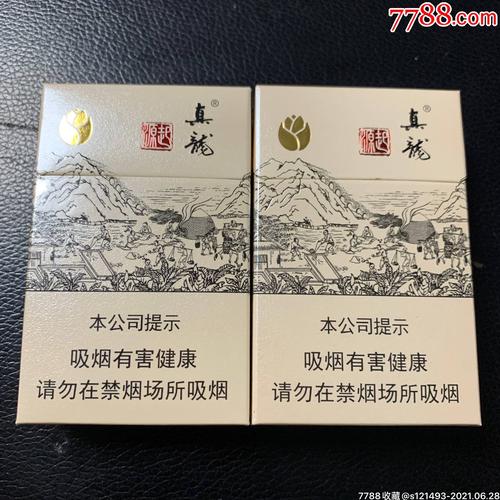 7788.com
真龙®
起源
真龙®
起源
本公司提示
吸烟有害健康
请勿在禁烟场所吸烟
本公司提示
吸烟有害健康
请勿在禁烟场所吸烟
7788收藏@s121493-2021.06.28